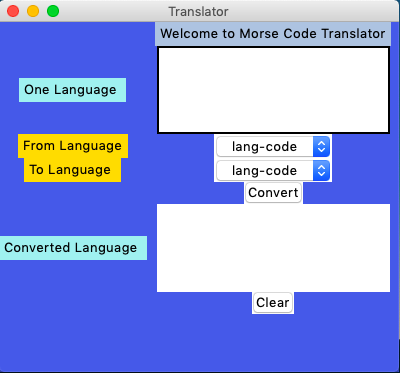 Translator
Welcome to Morse Code Translator
One Language
From Language
lang-code
To Language
lang-code
Convert
Converted Language
Clear